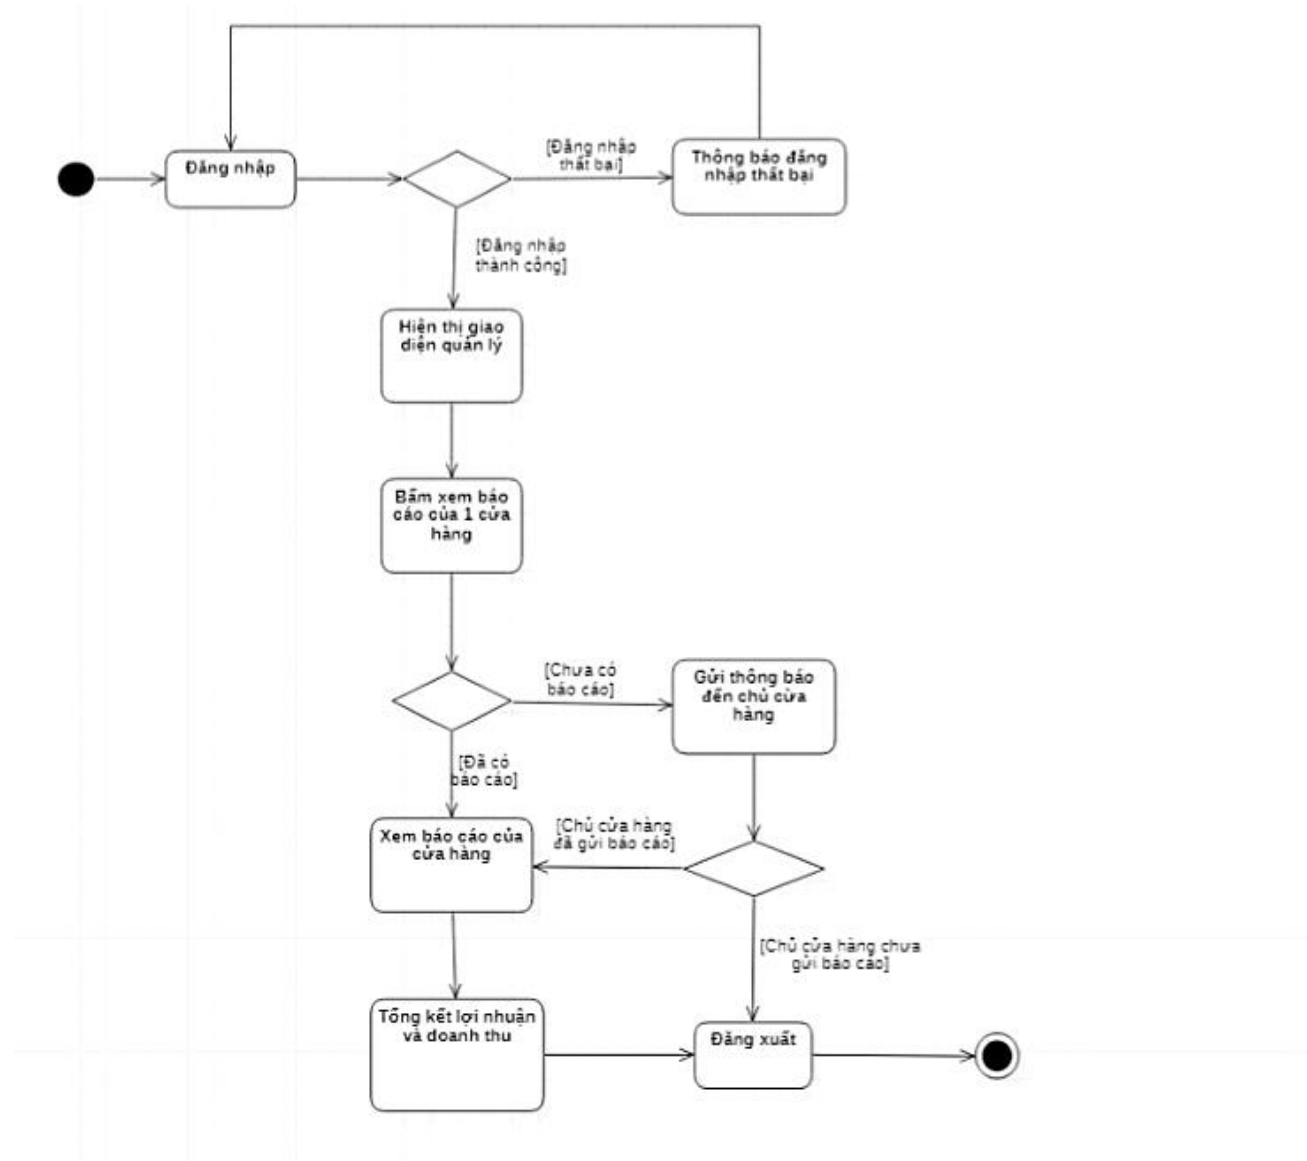 [Đăng nhập
thất bại]
Thông báo đăng
nhập thất bại
Đăng nhập
[Đăng nhập
thành công]
Hiện thị giao
diện quản lý
Bấm xem báo
cáo của 1 cửa
hàng
[Chưa có
báo cáo]
Gửi thông báo
đến chủ cửa
hàng
[Đã có
báo cáo]
Xem báo cáo của
cửa hàng
[Chủ cửa hàng
đã gửi báo cáo]
[Chủ cửa hàng chưa
gửi báo cáo]
Tổng kết lợi nhuận
và doanh thu
Đăng xuất